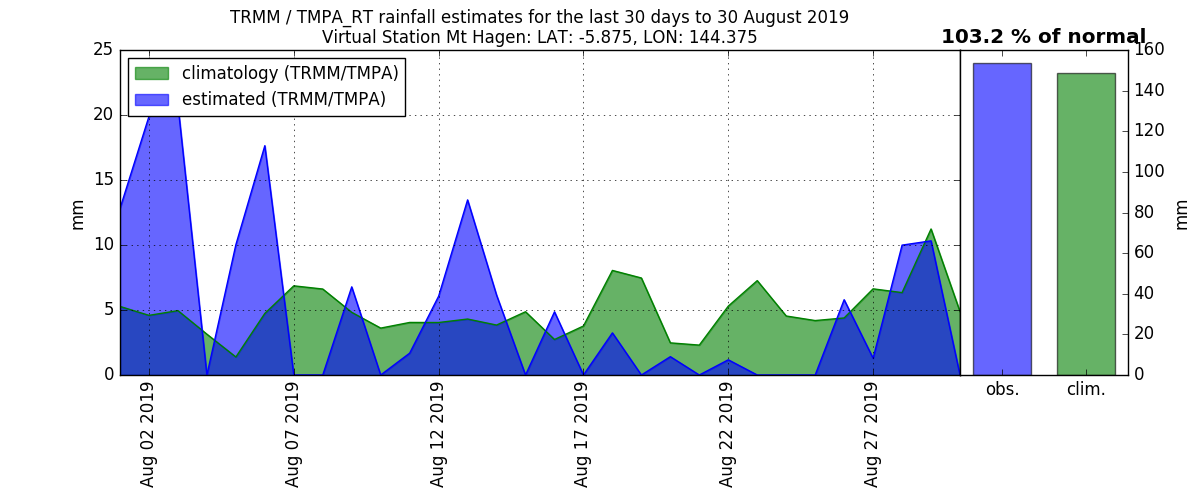 TRMM / TMPA_RT rainfall estimates for the last 30 days to 30 August 2019
Virtual Station Mt Hagen: LAT: -5.875, LON: 144.375
103.2 % of normal
climatology (TRMM/TMPA)
estimated (TRMM/TMPA)
25
20
15
10
5
0
mm
Aug 02 2019
Aug 07 2019
Aug 12 2019
Aug 17 2019
Aug 22 2019
Aug 27 2019
obs.
clim.
160
140
120
100
80
60
40
20
0
mm